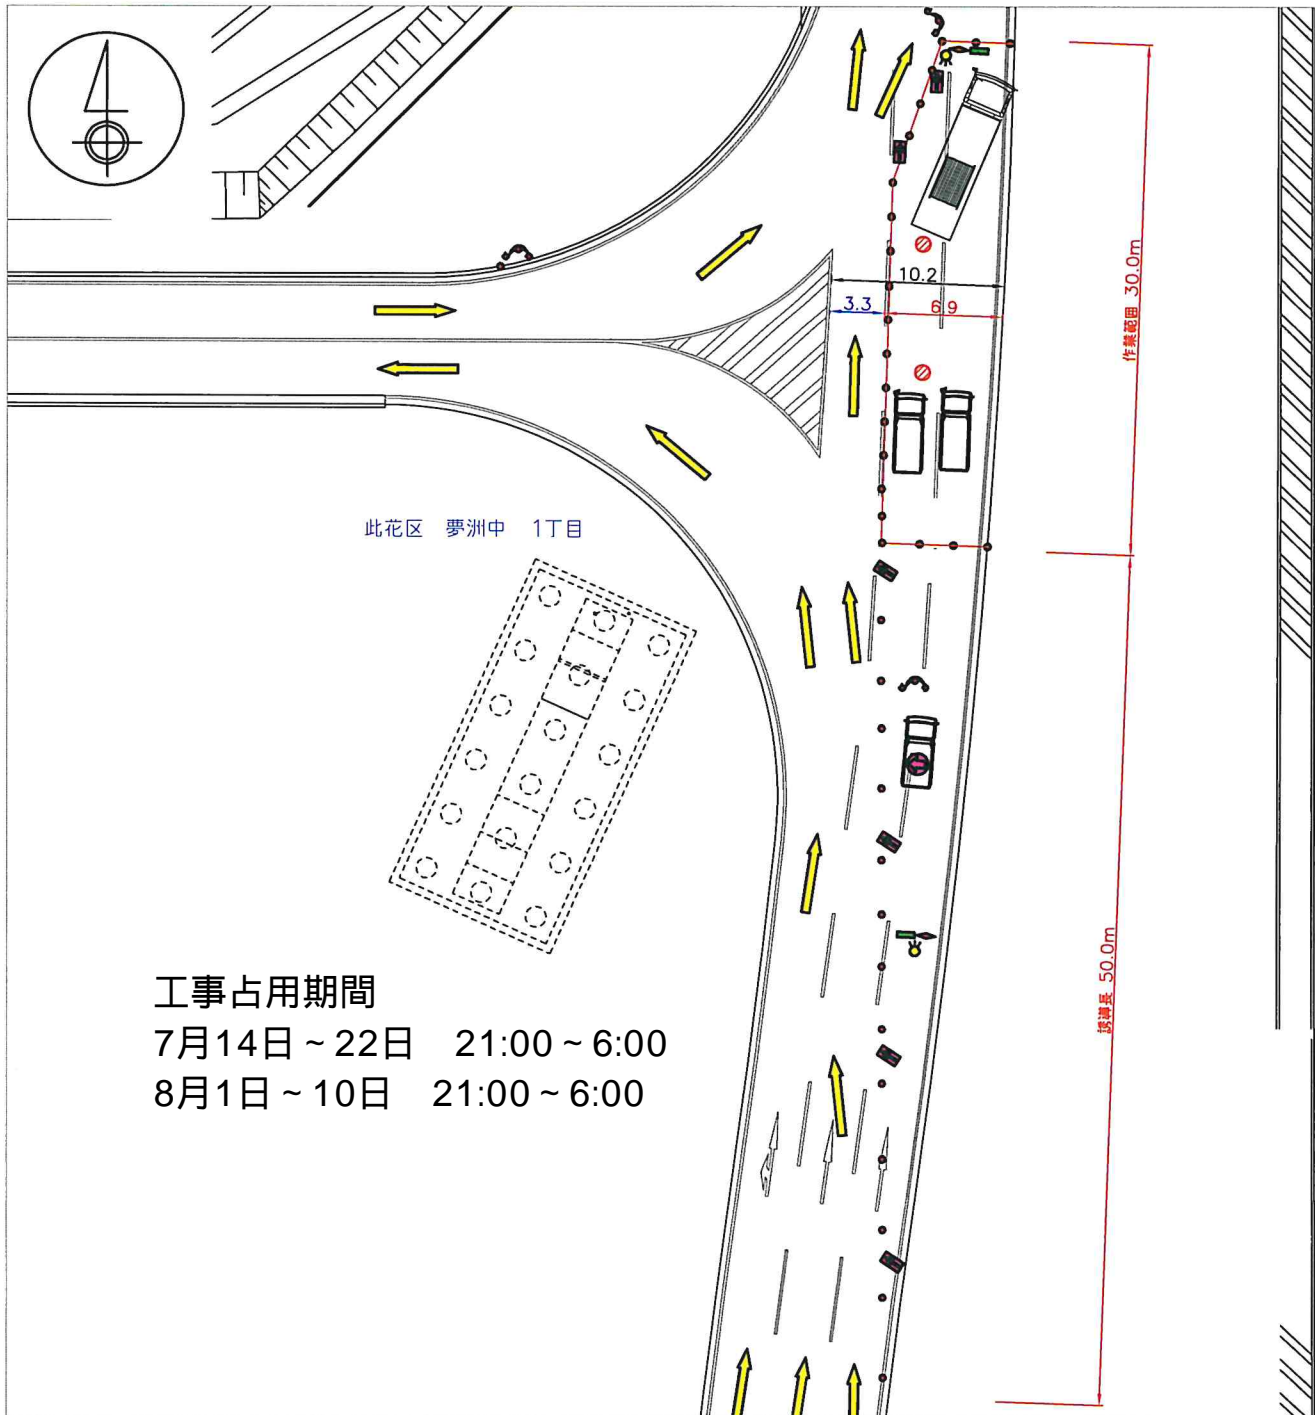 10.2
3.3
6.9
作業範囲 30.0m
此花区 夢洲中 1丁目
誘導長 50.0m
工事占用期間
7月14日~22日 21:00~6:00
8月1日~10日 21:00~6:00